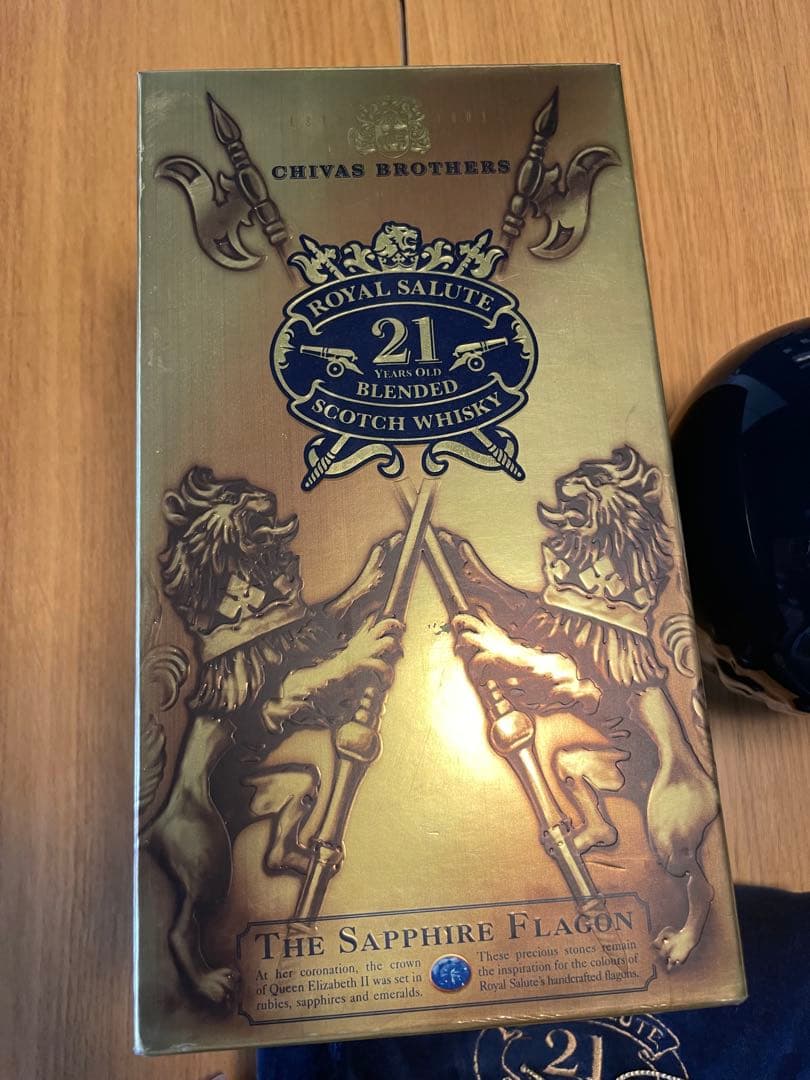 CHIVAS BROTHERS
ROYAL SALUTE
21
YEARS OLD
BLENDED
SCOTCH WHISKY
THE SAPPHIRE FLAGON
At her coronation, the crown
of Queen Elizabeth II was set in
rubies, sapphires and emeralds.
These precious stones remain
the inspiration for the colours of
Royal Salute's handcrafted flagons.
SALUTE
21